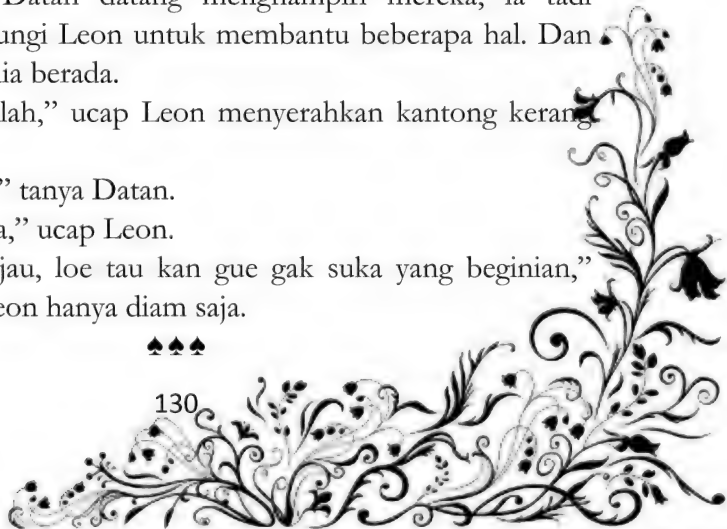 Datan datang menghampiri mereka, ia tadi
ungi Leon untuk membantu beberapa hal. Dan
nia berada.
lah,” ucap Leon menyerahkan kantong kerang
” tanya Datan.
a,” ucap Leon.
jau, loe tau kan gue gak suka yang beginian,”
eon hanya diam saja.
♠♠♠
130